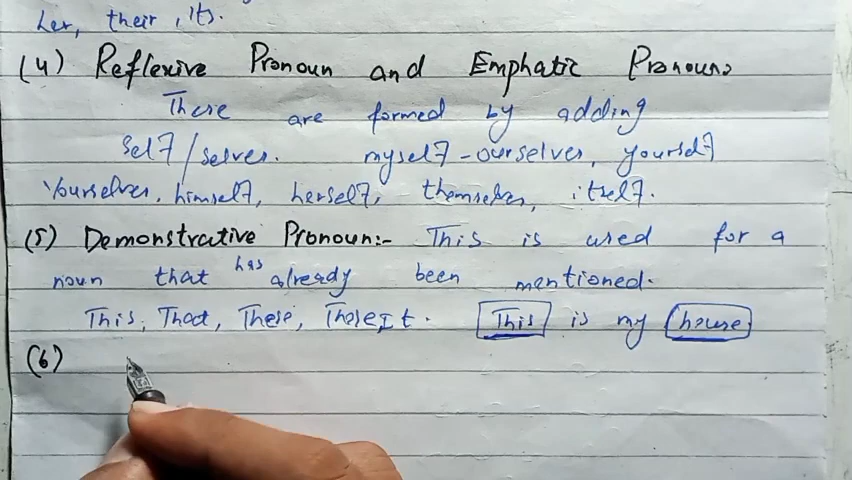 her, their, its.
(4) Reflexive Pronoun and Emphatic Pronoun:
There are formed by adding
self/selves. myself - ourselves, yourself
Yourselves, himself, herself, themselves, itself.
(5) Demonstrative Pronoun:- This is used for a
noun that has already been mentioned.
This, That, These, Those, It. This is my house
(6)